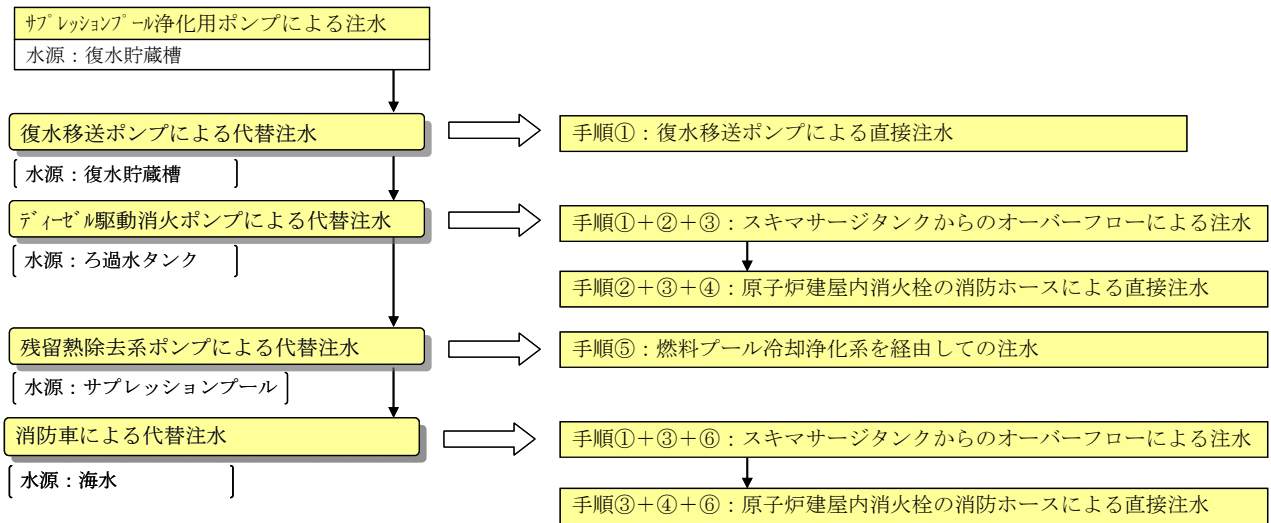 ｻﾌﾟﾚｯｼｮﾝﾌﾟｰﾙ浄化用ポンプによる注水
水源：復水貯蔵槽
復水移送ポンプによる代替注水
手順①：復水移送ポンプによる直接注水
水源：復水貯蔵槽
ﾃﾞｨｰｾﾞﾙ駆動消火ポンプによる代替注水
手順①＋②＋③：スキマサージタンクからのオーバーフローによる注水
水源：ろ過水タンク
手順②＋③＋④：原子炉建屋内消火栓の消防ホースによる直接注水
残留熱除去系ポンプによる代替注水
手順⑤：燃料プール冷却浄化系を経由しての注水
水源：サプレッションプール
消防車による代替注水
手順①＋③＋⑥：スキマサージタンクからのオーバーフローによる注水
水源：海水
手順③＋④＋⑥：原子炉建屋内消火栓の消防ホースによる直接注水